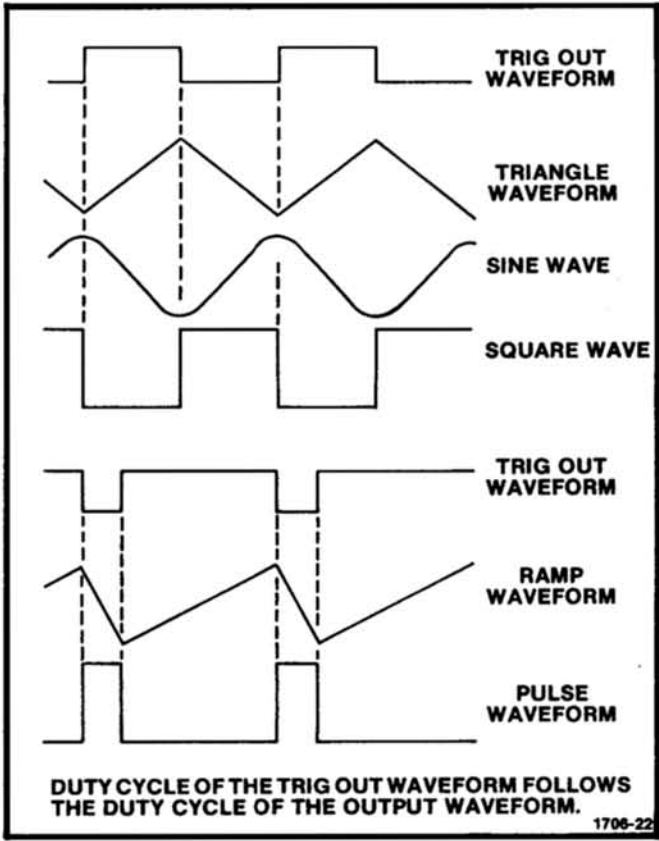 TRIG OUT
WAVEFORM
TRIANGLE
WAVEFORM
SINE WAVE
SQUARE WAVE
TRIG OUT
WAVEFORM
RAMP
WAVEFORM
PULSE
WAVEFORM
DUTY CYCLE OF THE TRIG OUT WAVEFORM FOLLOWS
THE DUTY CYCLE OF THE OUTPUT WAVEFORM.
1706-22